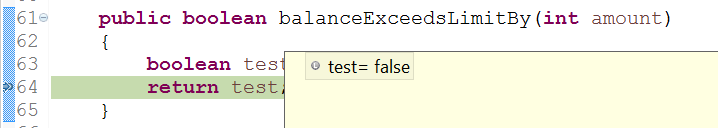 61 public boolean balanceExceedsLimitBy(int amount)
62 {
63 boolean test
64 return test;
65 }
test= false